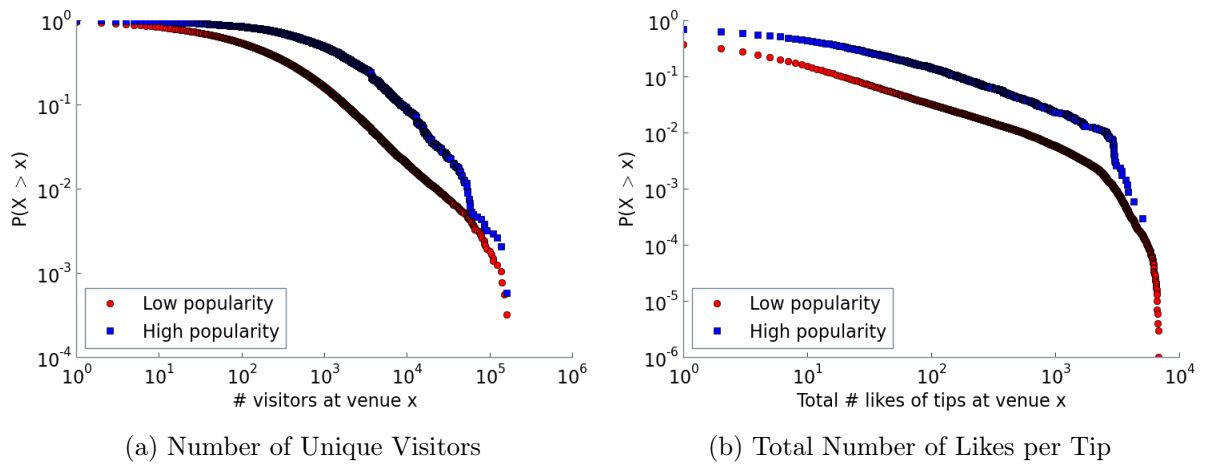 10^0
10^-1
10^-2
10^-3
10^-4
P(X > x)
Low popularity
High popularity
10^0 10^1 10^2 10^3 10^4 10^5 10^6
# visitors at venue x
(a) Number of Unique Visitors
10^0
10^-1
10^-2
10^-3
10^-4
10^-5
10^-6
P(X > x)
Low popularity
High popularity
10^0 10^1 10^2 10^3 10^4
Total # likes of tips at venue x
(b) Total Number of Likes per Tip